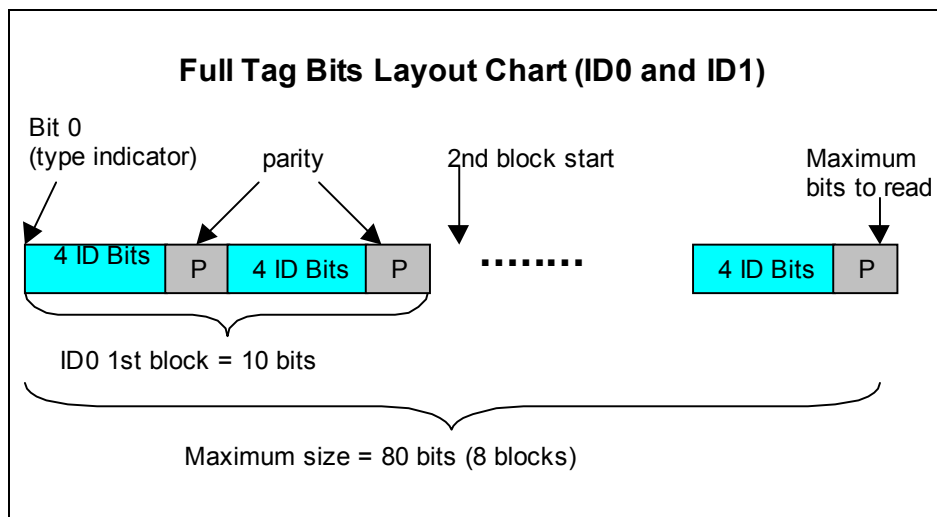 Full Tag Bits Layout Chart (ID0 and ID1)
Bit 0
(type indicator)
parity
2nd block start
Maximum
bits to read
4 ID Bits
P
4 ID Bits
P
........
4 ID Bits
P
ID0 1st block = 10 bits
Maximum size = 80 bits (8 blocks)